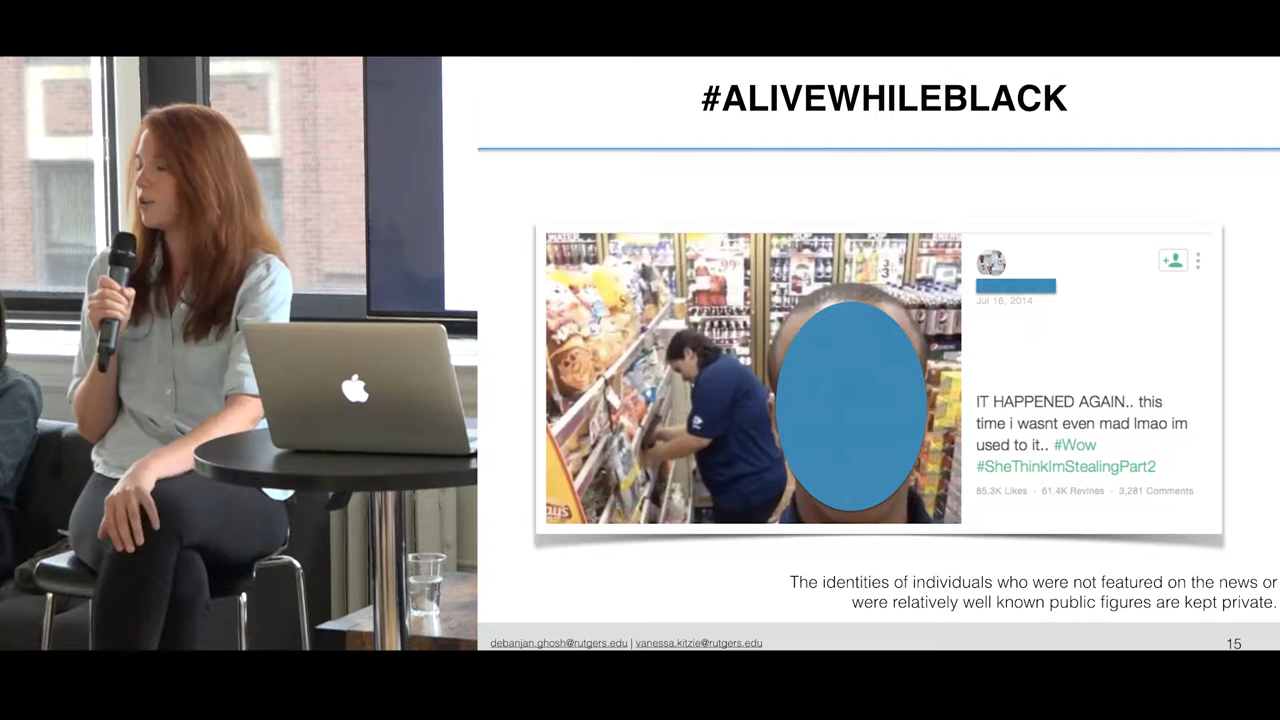 #ALIVEWHILEBLACK
Jul 16, 2014
IT HAPPENED AGAIN.. this
time i wasnt even mad lmao im
used to it.. #Wow
#SheThinkImStealingPart2
85.3K Likes · 61.4K Revines · 3,281 Comments
The identities of individuals who were not featured on the news or
were relatively well known public figures are kept private.
debanjan.ghosh@rutgers.edu | vanessa.kitzie@rutgers.edu
15